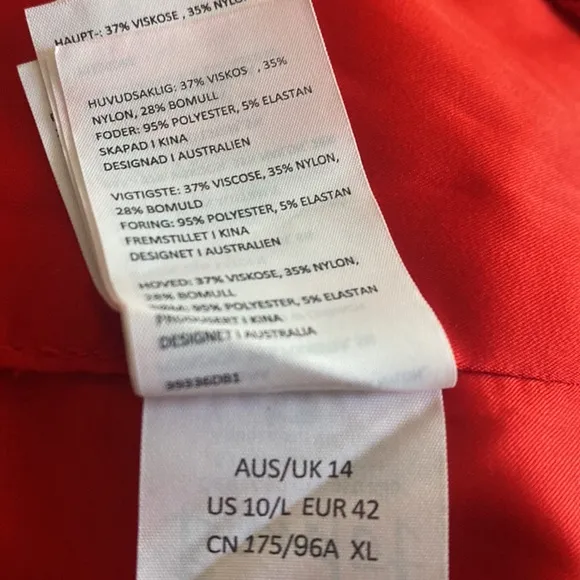 HAUPT-: 37% VISKOSE , 35% NYLO
HUVUDSAKLIG: 37% VISKOS , 35%
NYLON, 28% BOMULL
FODER: 95% POLYESTER, 5% ELASTAN
SKAPAD I KINA
DESIGNAD I AUSTRALIEN
VIGTIGSTE: 37% VISCOSE, 35% NYLON,
28% BOMULD
FORING: 95% POLYESTER, 5% ELASTAN
FREMSTILLET I KINA
DESIGNET I AUSTRALIEN
HOVED: 37% VISKOSE, 35% NYLON,
28% BOMULL
95% POLYESTER, 5% ELASTAN
PRODUSERT I KINA
DESIGNET I AUSTRALIA
39336DB1
AUS/UK 14
US 10/L EUR 42
CN 175/96A XL